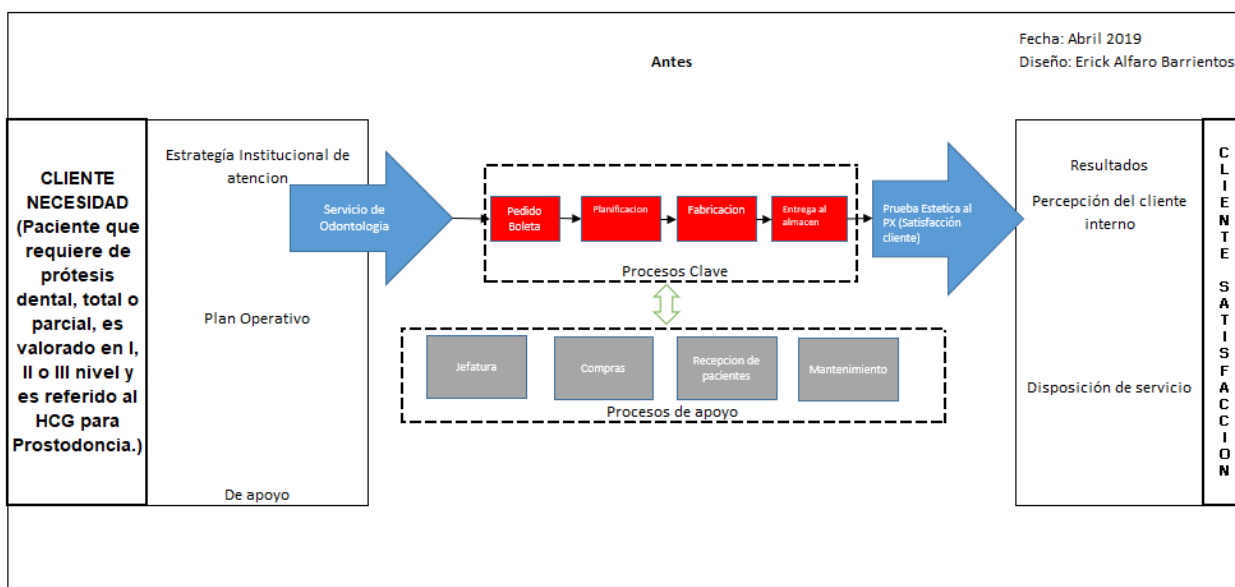 Fecha: Abril 2019
Antes
Diseño: Erick Alfaro Barrientos
CLIENTE
NECESIDAD
(Paciente que
requiere de
prótesis
dental, total o
parcial, es
valorado en I,
II o III nivel y
es referido al
HCG para
Prostodoncia.)
Estrategía Institucional de
atencion
Plan Operativo
De apoyo
Servicio de
Odontologia
Pedido
Boleta
Planificacion
Fabricacion
Entrega al
almacen
Procesos Clave
Prueba Estetica al
PX (Satisfacción
cliente)
Jefatura
Compras
Recepcion de
pacientes
Mantenimiento
Procesos de apoyo
Resultados
Percepción del cliente
interno
Disposición de servicio
CLIENTE SATISFACCION